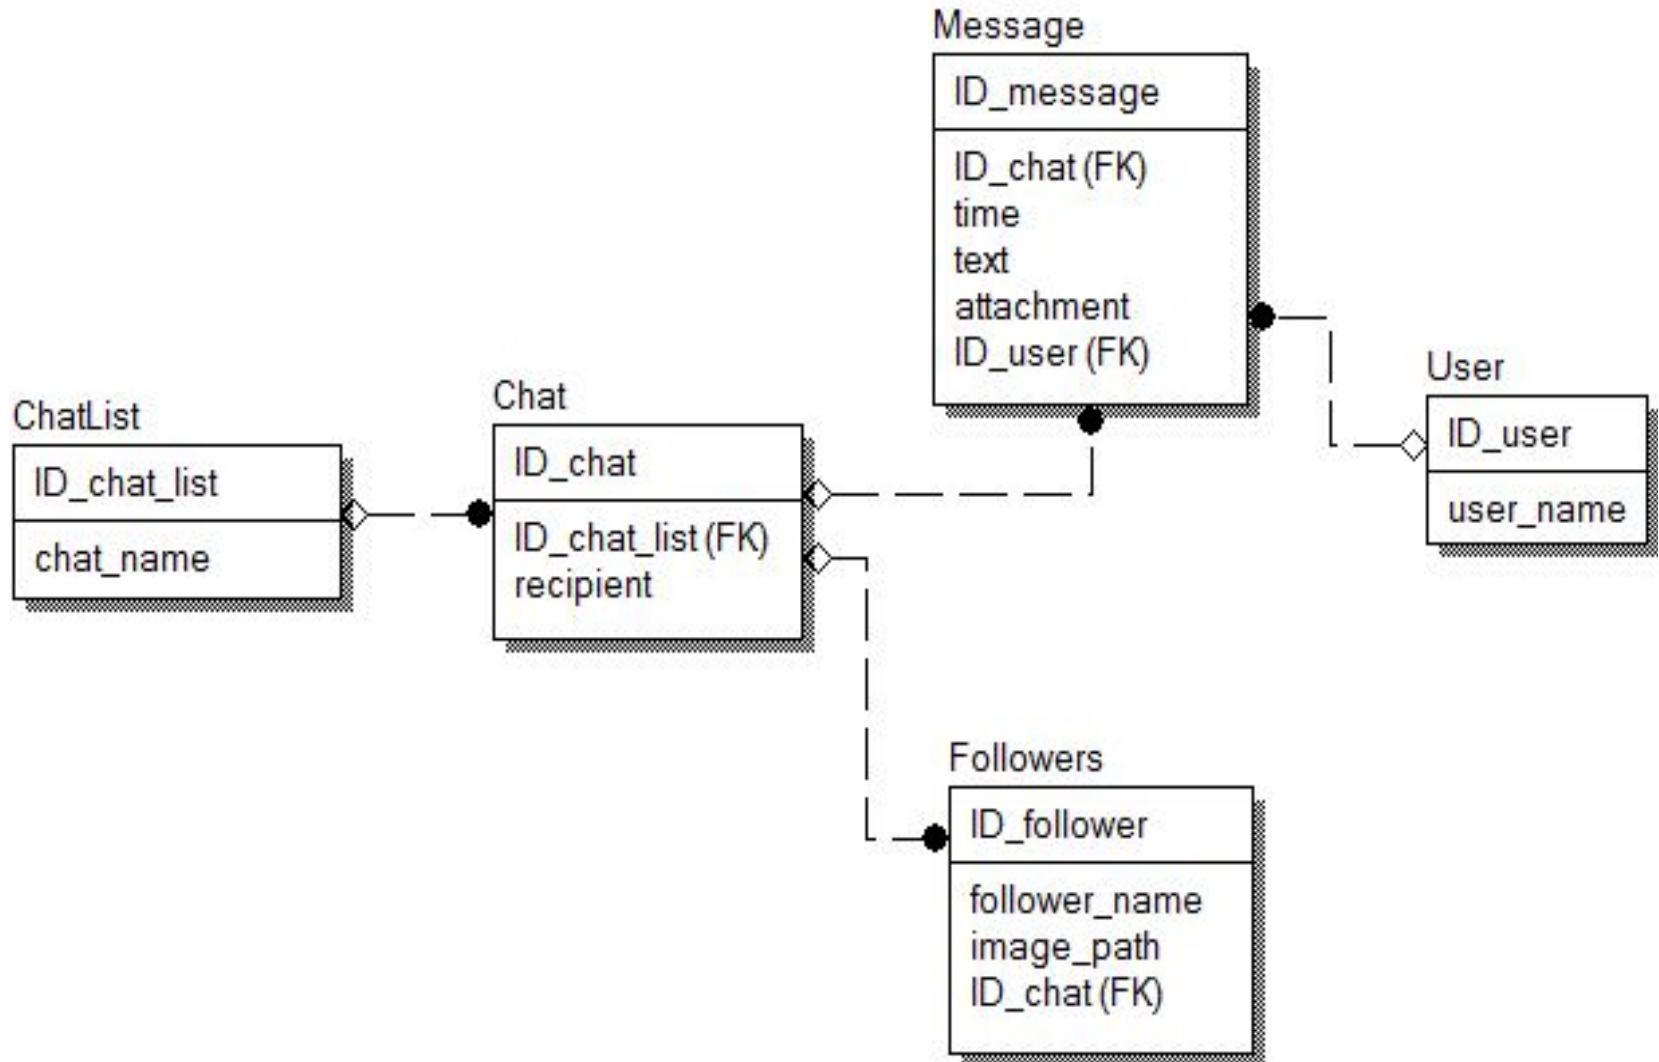 Message
ID_message
ID_chat (FK)
time
text
attachment
ID_user (FK)
User
ID_user
user_name
ChatList
ID_chat_list
chat_name
Chat
ID_chat
ID_chat_list (FK)
recipient
Followers
ID_follower
follower_name
image_path
ID_chat (FK)